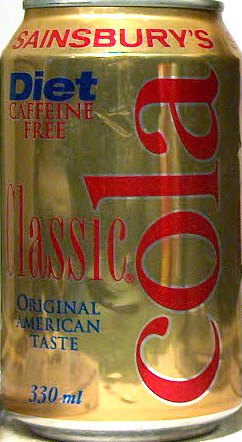 SAINSBURY'S
Diet
CAFFEINE
FREE
Classic®
cola
ORIGINAL
AMERICAN
TASTE
330 ml